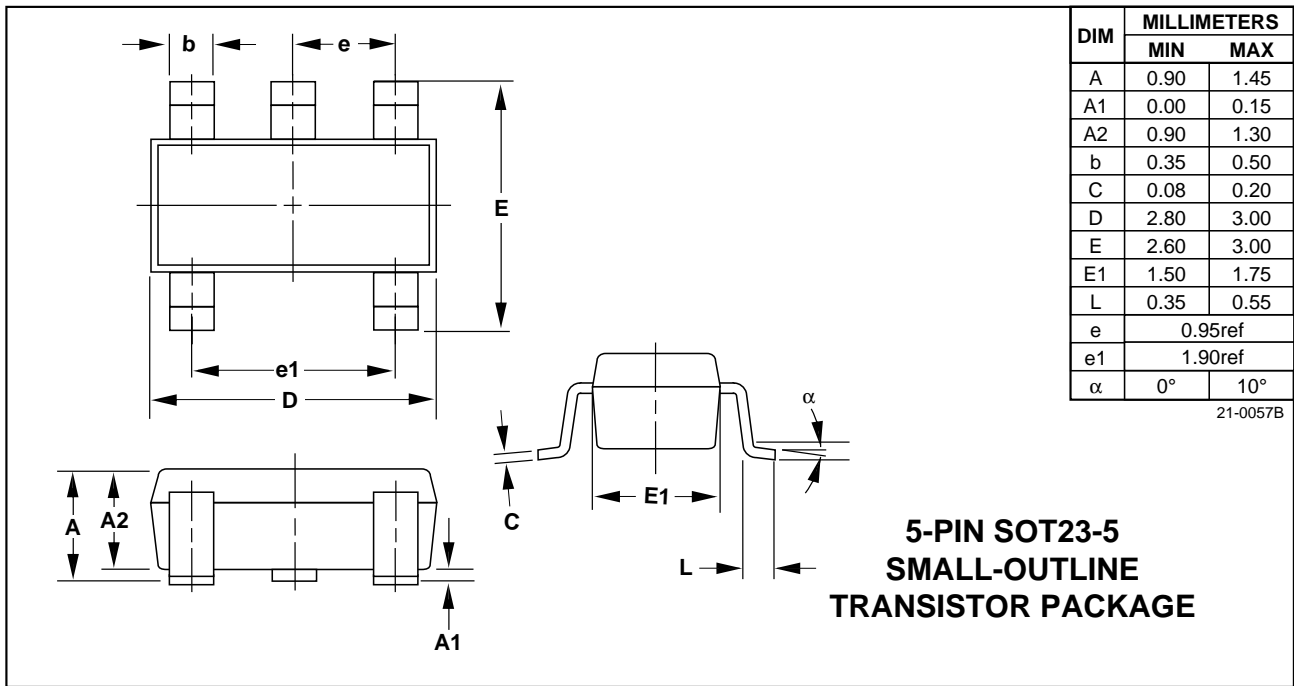 b
e
E
e1
D
A
A2
A1
C
E1
α
L
DIM MILLIMETERS
MIN MAX
A 0.90 1.45
A1 0.00 0.15
A2 0.90 1.30
b 0.35 0.50
C 0.08 0.20
D 2.80 3.00
E 2.60 3.00
E1 1.50 1.75
L 0.35 0.55
e 0.95ref
e1 1.90ref
α 0° 10°
21-0057B
5-PIN SOT23-5
SMALL-OUTLINE
TRANSISTOR PACKAGE